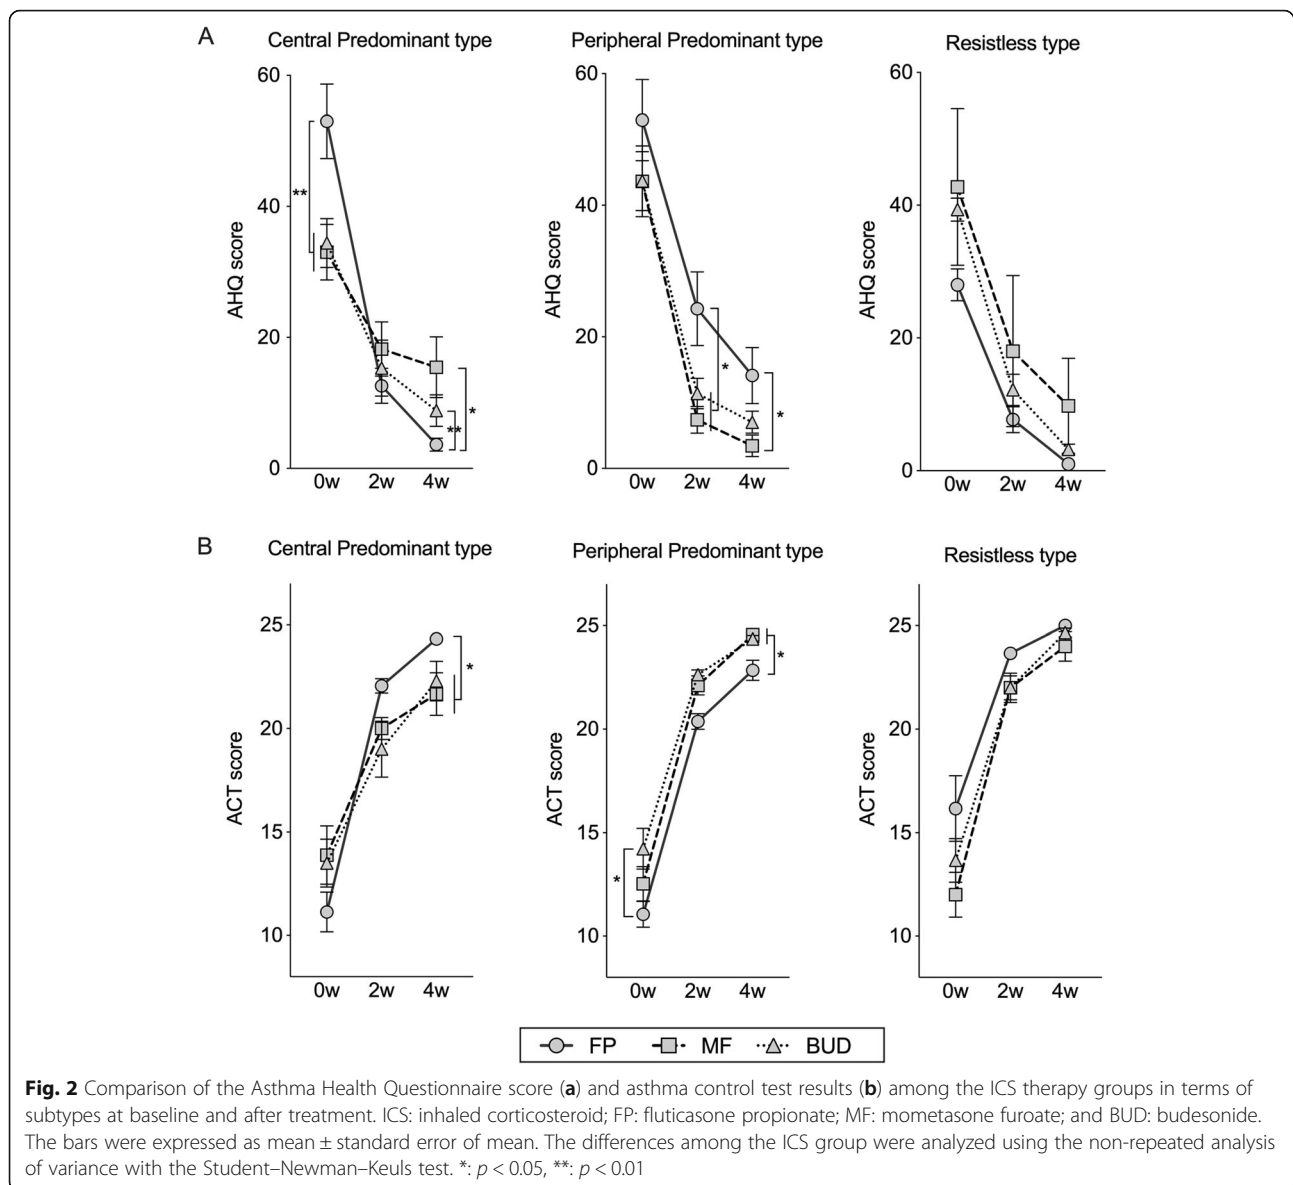 A
Central Predominant type
Peripheral Predominant type
Resistless type
AHQ score
60
40
20
0
0w 2w 4w
**
**
*
AHQ score
60
40
20
0
0w 2w 4w
*
*
AHQ score
60
40
20
0
0w 2w 4w
B
Central Predominant type
Peripheral Predominant type
Resistless type
ACT score
25
20
15
10
0w 2w 4w
*
ACT score
25
20
15
10
0w 2w 4w
*
*
ACT score
25
20
15
10
0w 2w 4w
FP MF BUD
Fig. 2 Comparison of the Asthma Health Questionnaire score (a) and asthma control test results (b) among the ICS therapy groups in terms of
subtypes at baseline and after treatment. ICS: inhaled corticosteroid; FP: fluticasone propionate; MF: mometasone furoate; and BUD: budesonide.
The bars were expressed as mean ± standard error of mean. The differences among the ICS group were analyzed using the non-repeated analysis
of variance with the Student–Newman–Keuls test. *: p < 0.05, **: p < 0.01